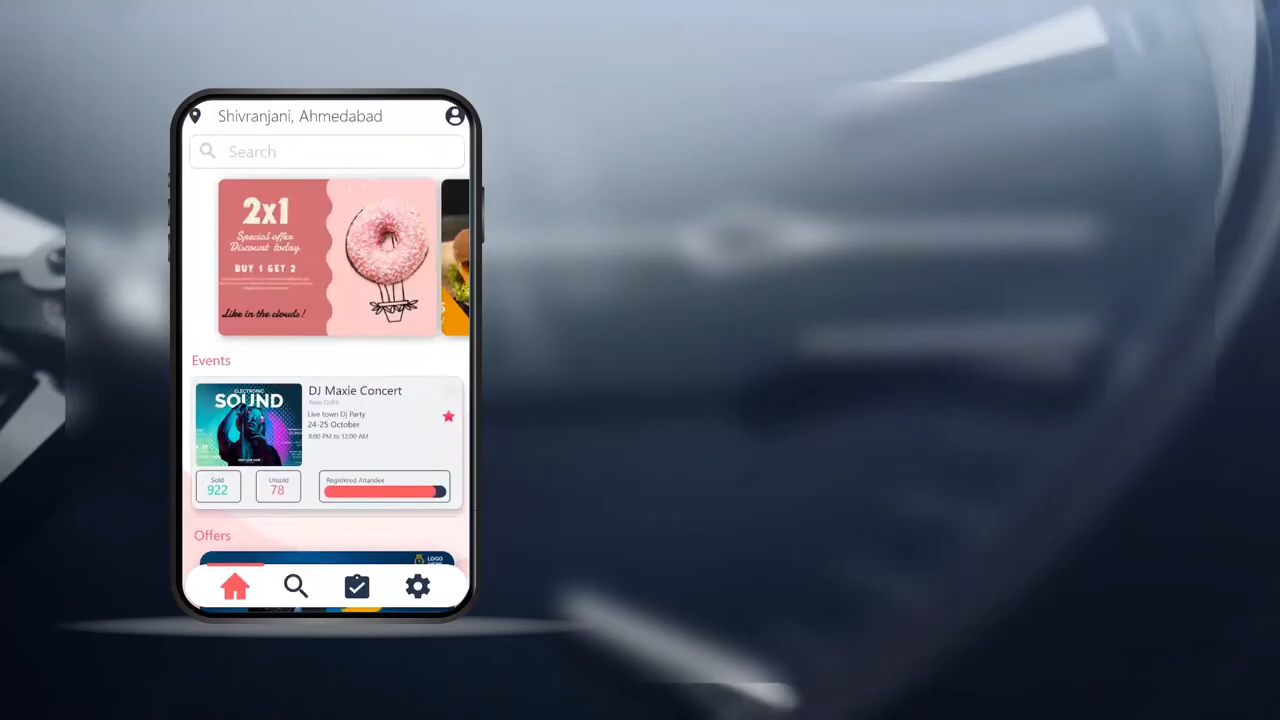 Shivranjani, Ahmedabad
Search
2x1
Special offer
Discount today
BUY 1 GET 2
Like in the clouds!
Events
ELECTRONIC
SOUND
DJ Maxie Concert
New Delhi
Live town Dj Party
24-25 October
8:00 PM to 12:00 AM
Sold
922
Unsold
78
Registered Attandee
Offers
LOGO